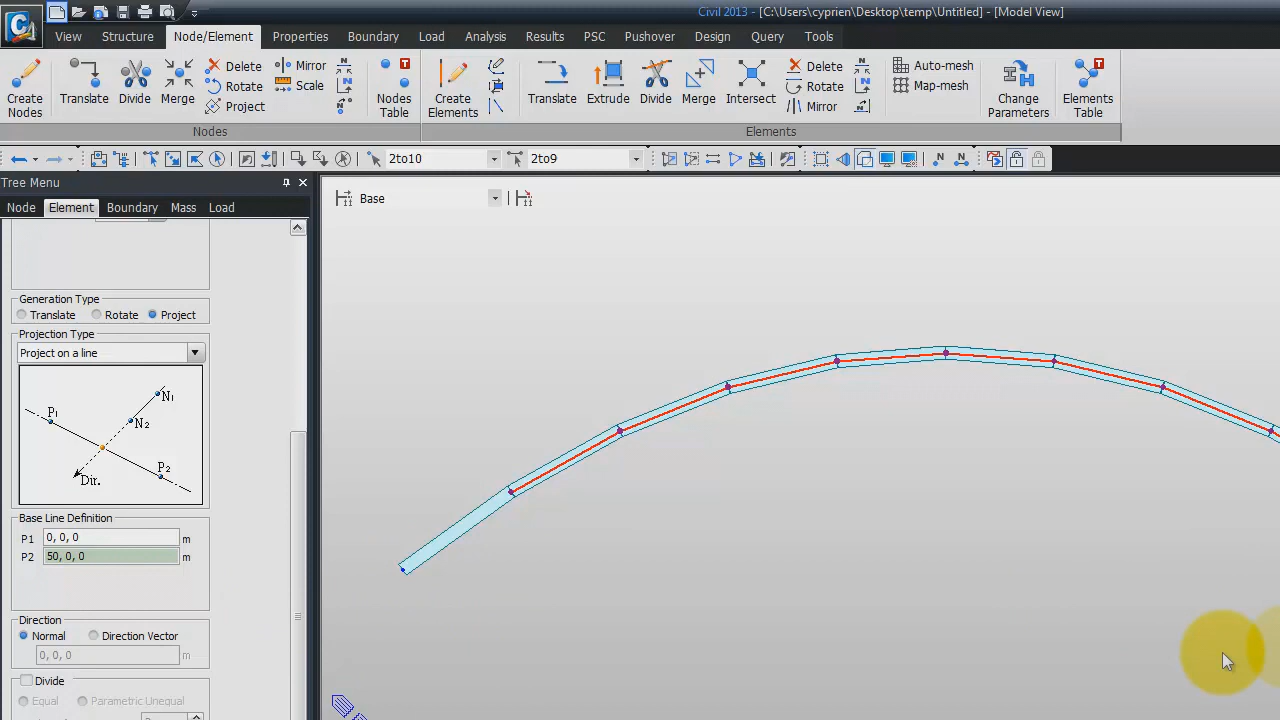 Civil 2013 - [C:\Users\cyprien\Desktop\temp\Untitled] - [Model View]
View Structure Node/Element Properties Boundary Load Analysis Results PSC Pushover Design Query Tools
Create Nodes
Translate
Divide
Merge
Delete
Rotate
Project
Mirror
Scale
Nodes Table
Create Elements
Translate
Extrude
Divide
Merge
Intersect
Delete
Rotate
Mirror
Auto-mesh
Map-mesh
Change Parameters
Elements Table
Nodes
Elements
2to10
2to9
Tree Menu
Node Element Boundary Mass Load
Base
Generation Type
Translate Rotate Project
Projection Type
Project on a line
P1
N1
N2
P2
Dir.
Base Line Definition
P1 0, 0, 0 m
P2 50, 0, 0 m
Direction
Normal Direction Vector
0, 0, 0 m
Divide
Equal Parametric Unequal